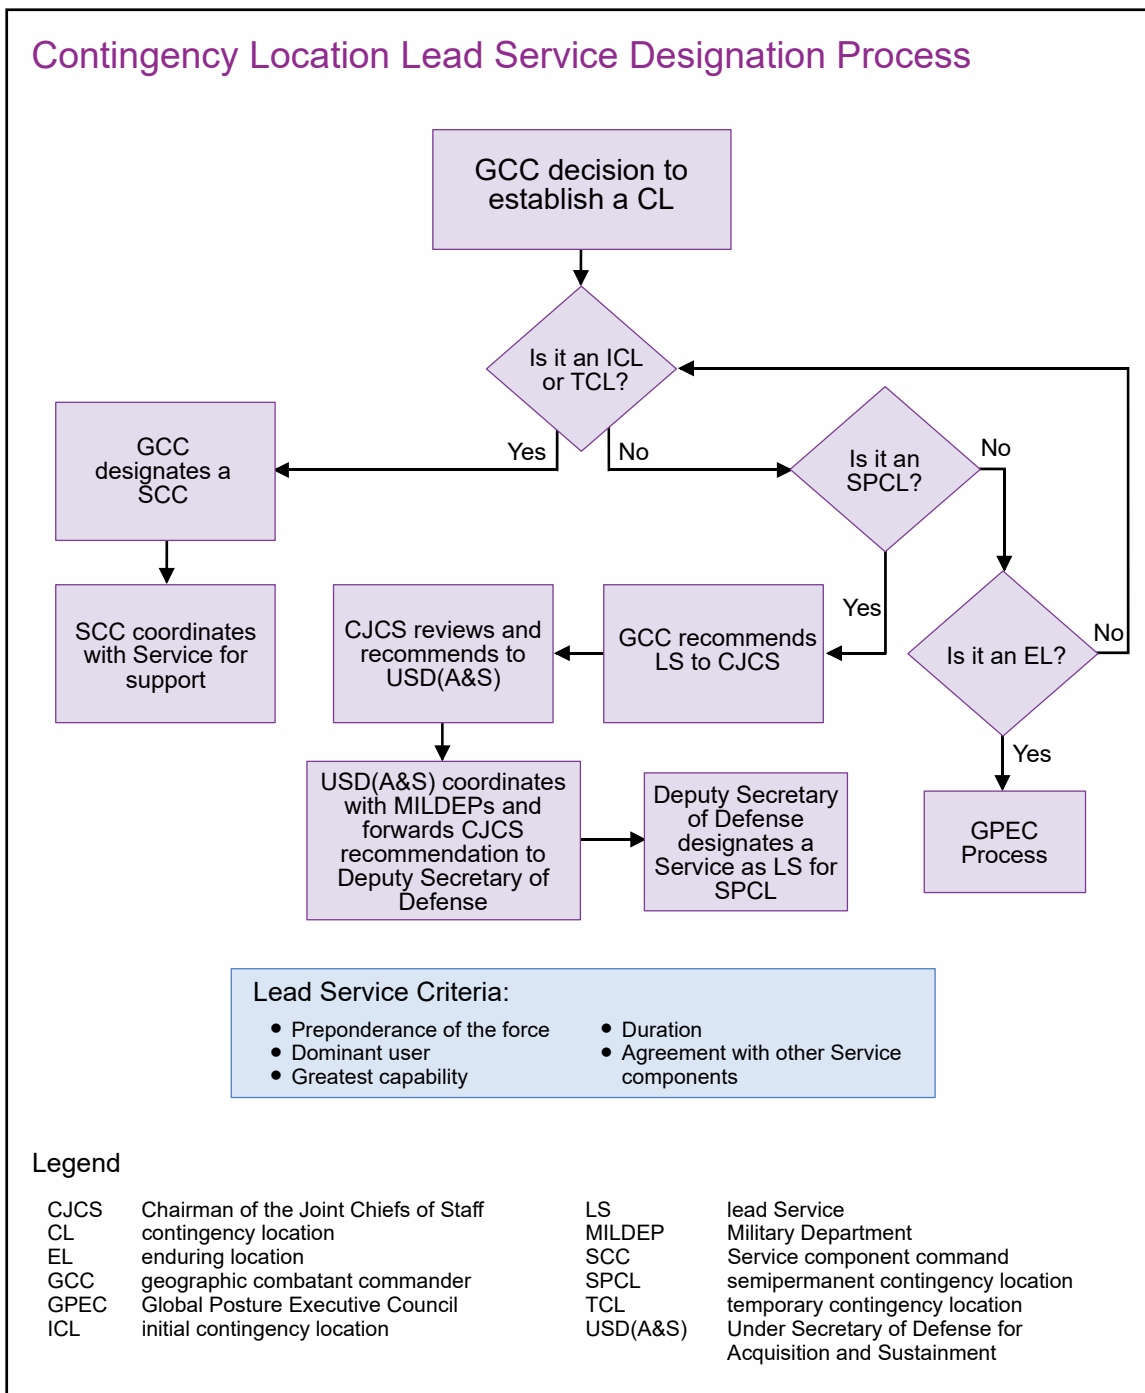 Contingency Location Lead Service Designation Process
GCC decision to
establish a CL
Is it an ICL
or TCL?
Yes
No
GCC
designates a
SCC
Is it an
SPCL?
No
Yes
SCC coordinates
with Service for
support
CJCS reviews and
recommends to
USD(A&S)
GCC recommends
LS to CJCS
Is it an EL?
No
Yes
USD(A&S) coordinates
with MILDEPs and
forwards CJCS
recommendation to
Deputy Secretary of
Defense
Deputy Secretary
of Defense
designates a
Service as LS for
SPCL
GPEC
Process
Lead Service Criteria:
• Preponderance of the force
• Dominant user
• Greatest capability
• Duration
• Agreement with other Service
components
Legend
CJCS Chairman of the Joint Chiefs of Staff
CL contingency location
EL enduring location
GCC geographic combatant commander
GPEC Global Posture Executive Council
ICL initial contingency location
LS lead Service
MILDEP Military Department
SCC Service component command
SPCL semipermanent contingency location
TCL temporary contingency location
USD(A&S) Under Secretary of Defense for
Acquisition and Sustainment